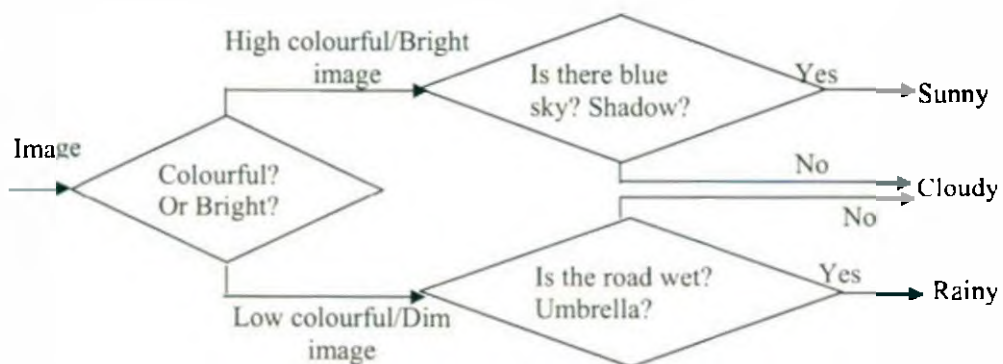 High colourful/Bright
image
Is there blue
sky? Shadow?
Yes
Sunny
Image
Colourful?
Or Bright?
No
Cloudy
No
Is the road wet?
Umbrella?
Yes
Rainy
Low colourful/Dim
image